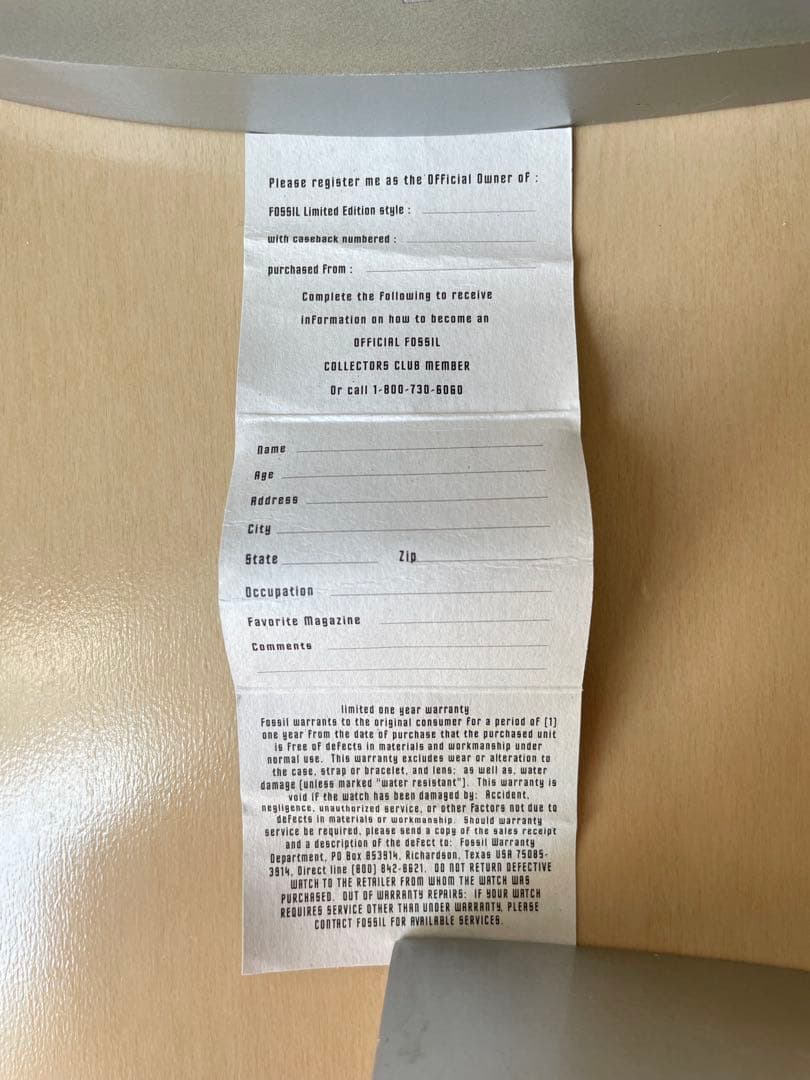 Please register me as the Official Owner of :
FOSSIL Limited Edition style :
with caseback numbered :
purchased from :
Complete the following to receive
information on how to become an
OFFICIAL FOSSIL
COLLECTORS CLUB MEMBER
Or call 1-800-730-6060
Name
Age
Address
City
State Zip
Occupation
Favorite Magazine
Comments
limited one year warranty
Fossil warrants to the original consumer for a period of (1)
one year from the date of purchase that the purchased unit
is free of defects in materials and workmanship under
normal use. This warranty excludes wear or alteration to
the case, strap or bracelet, and lens; as well as, water
damage (unless marked "water resistant"). This warranty is
void if the watch has been damaged by: Accident,
negligence, unauthorized service, or other factors not due to
defects in materials or workmanship. Should warranty
service be required, please send a copy of the sales receipt
and a description of the defect to: Fossil Warranty
Department, PO Box 853914, Richardson, Texas USA 75085-
3914, Direct line (800) 842-8621. DO NOT RETURN DEFECTIVE
WATCH TO THE RETAILER FROM WHOM THE WATCH WAS
PURCHASED. OUT OF WARRANTY REPAIRS: IF YOUR WATCH
REQUIRES SERVICE OTHER THAN UNDER WARRANTY, PLEASE
CONTACT FOSSIL FOR AVAILABLE SERVICES.